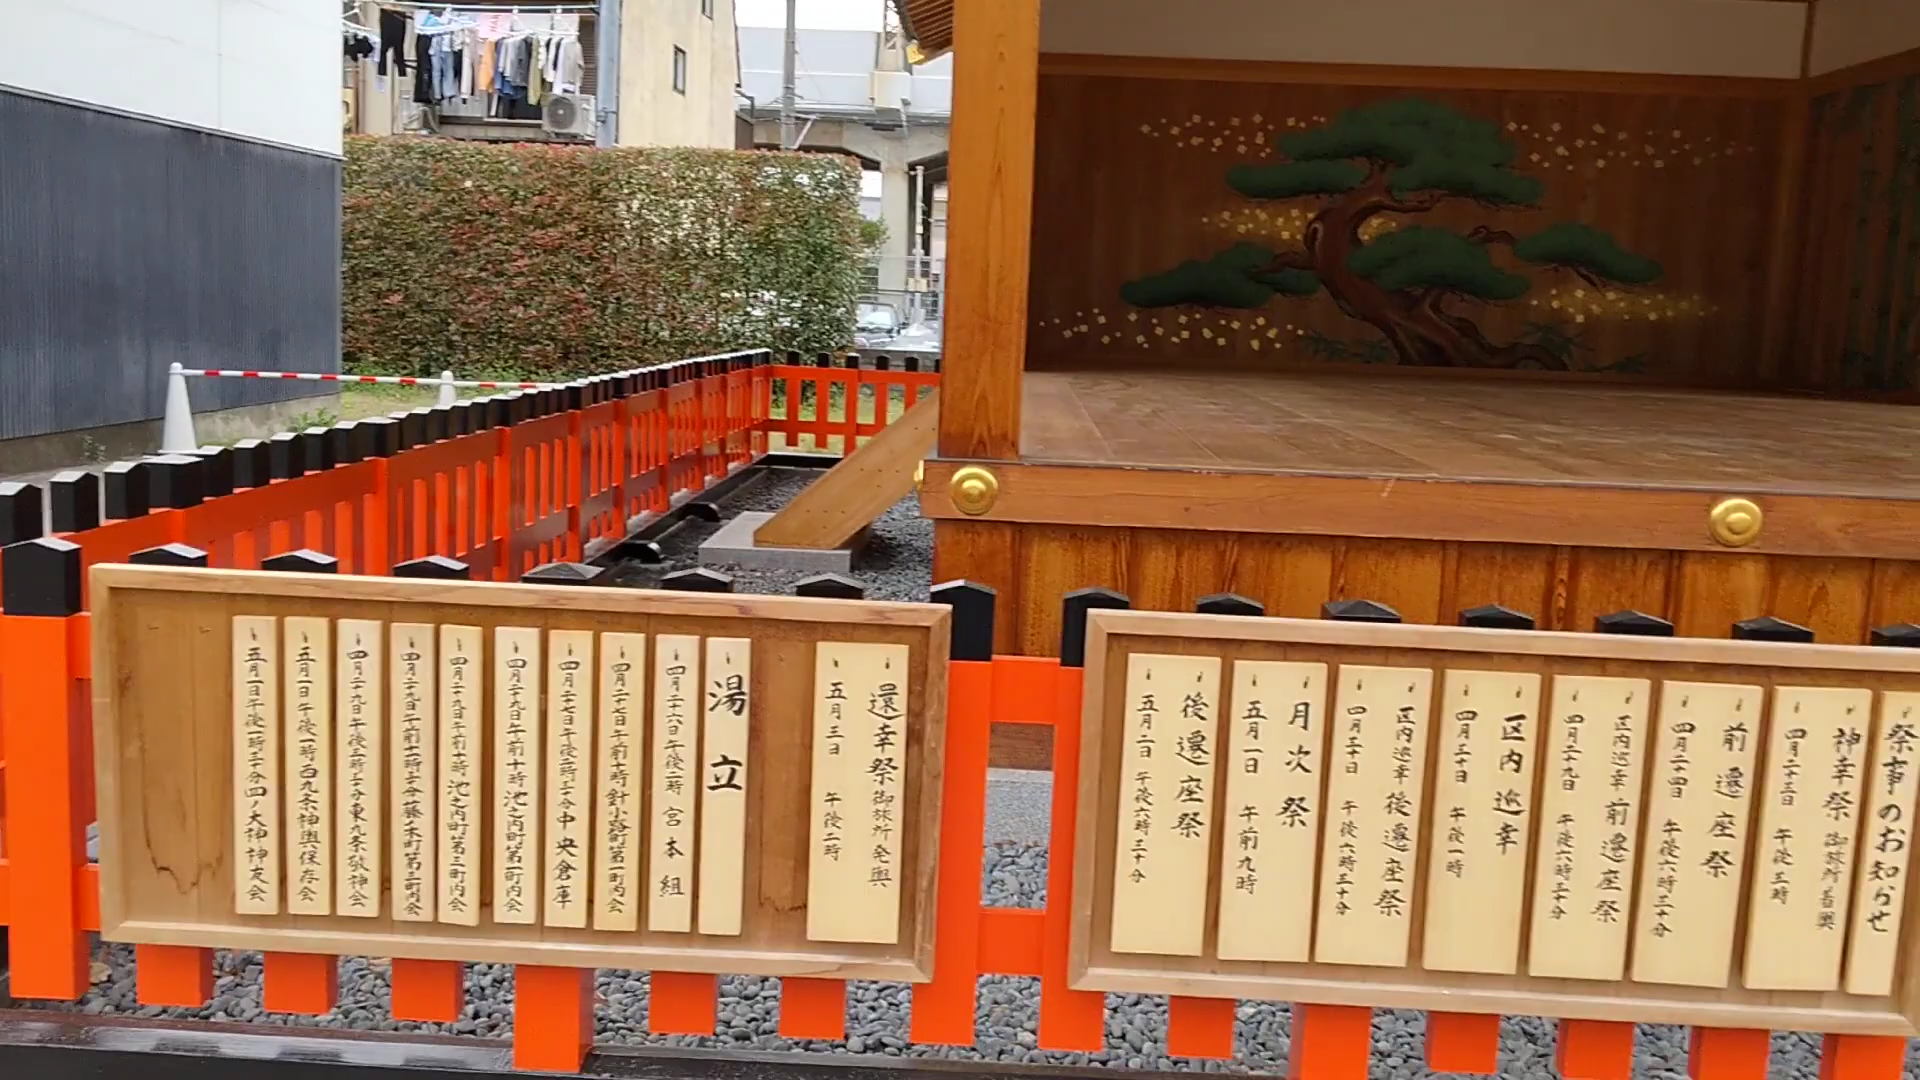 祭事のお知らせ
神幸祭 御旅所着輿
四月二十三日 午後三時
前遷座祭
四月二十四日 午後六時三十分
区内巡幸前遷座祭
四月二十九日 午後六時三十分
区内巡幸
四月三十日 午後一時
区内巡幸後遷座祭
四月三十日 午後六時三十分
月次祭
五月一日 午前九時
後遷座祭
五月二日 午後六時三十分
還幸祭御旅所発輿
五月三日 午後二時
湯立
四月二十六日午後二時 宮本組
四月二十七日午前十時針小路町第一町内会
四月二十七日午後二時三十分中央倉庫
四月二十九日午前十時池之内町第一町内会
四月二十九日午前十時池之内町第三町内会
四月二十九日午前十一時三十分藤ノ木町第三町内会
四月二十九日午後三時三十分東九条敬神会
五月一日午後一時西九条神輿保存会
五月一日午後一時三十分四ノ大神神友会